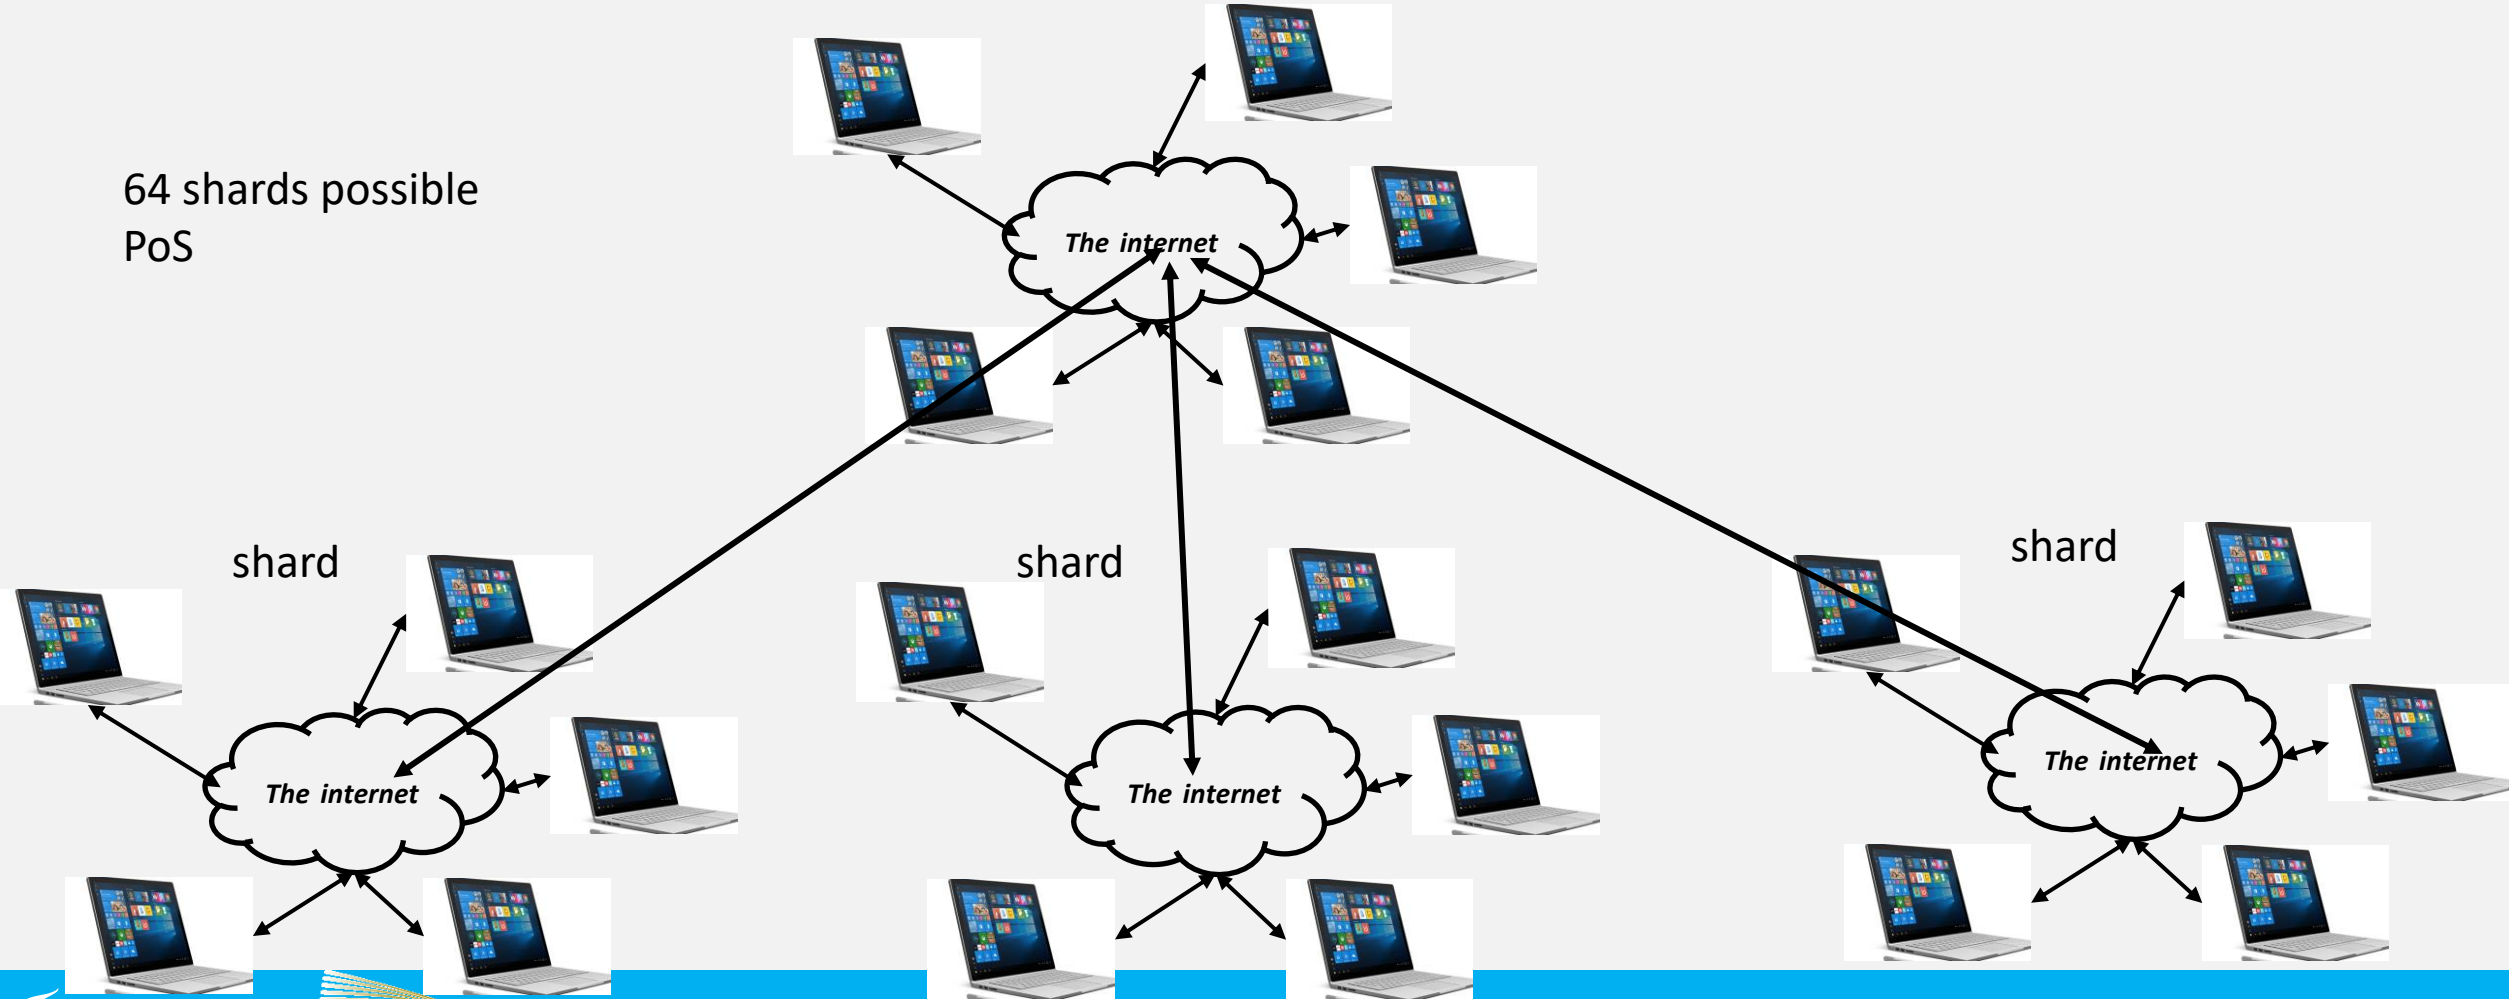 64 shards possible
PoS
The internet
shard
shard
shard
The internet
The internet
The internet